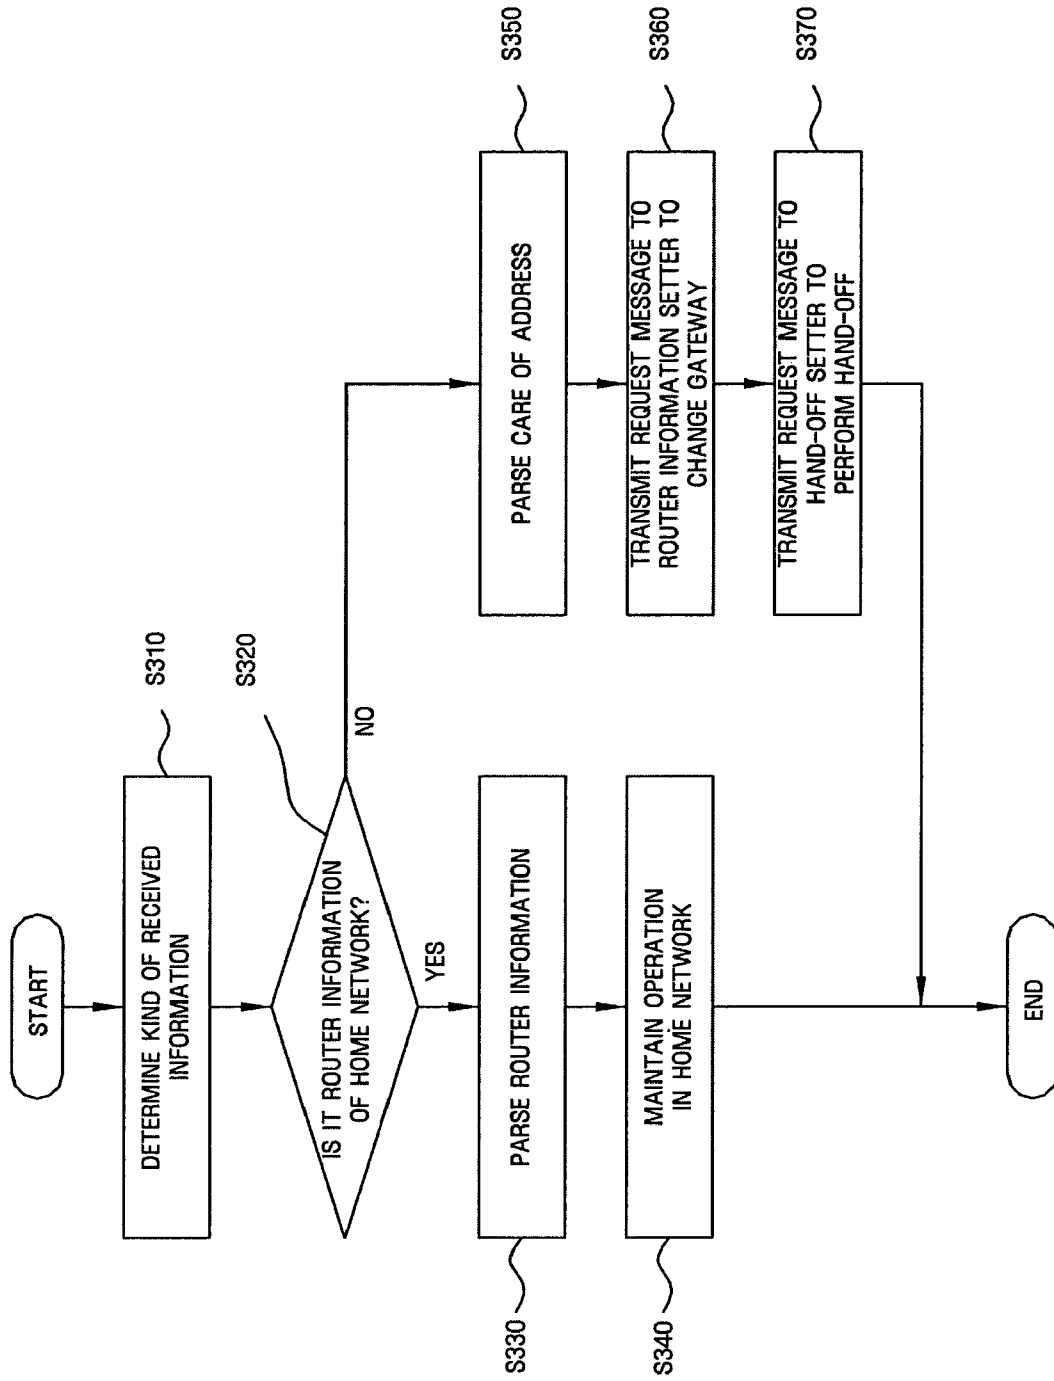 START
DETERMINE KIND OF RECEIVED
INFORMATION
S310
IS IT ROUTER INFORMATION
OF HOME NETWORK?
S320
NO
YES
PARSE ROUTER INFORMATION
S330
MAINTAIN OPERATION
IN HOME NETWORK
S340
PARSE CARE OF ADDRESS
S350
TRANSMIT REQUEST MESSAGE TO
ROUTER INFORMATION SETTER TO
CHANGE GATEWAY
S360
TRANSMIT REQUEST MESSAGE TO
HAND-OFF SETTER TO
PERFORM HAND-OFF
S370
END